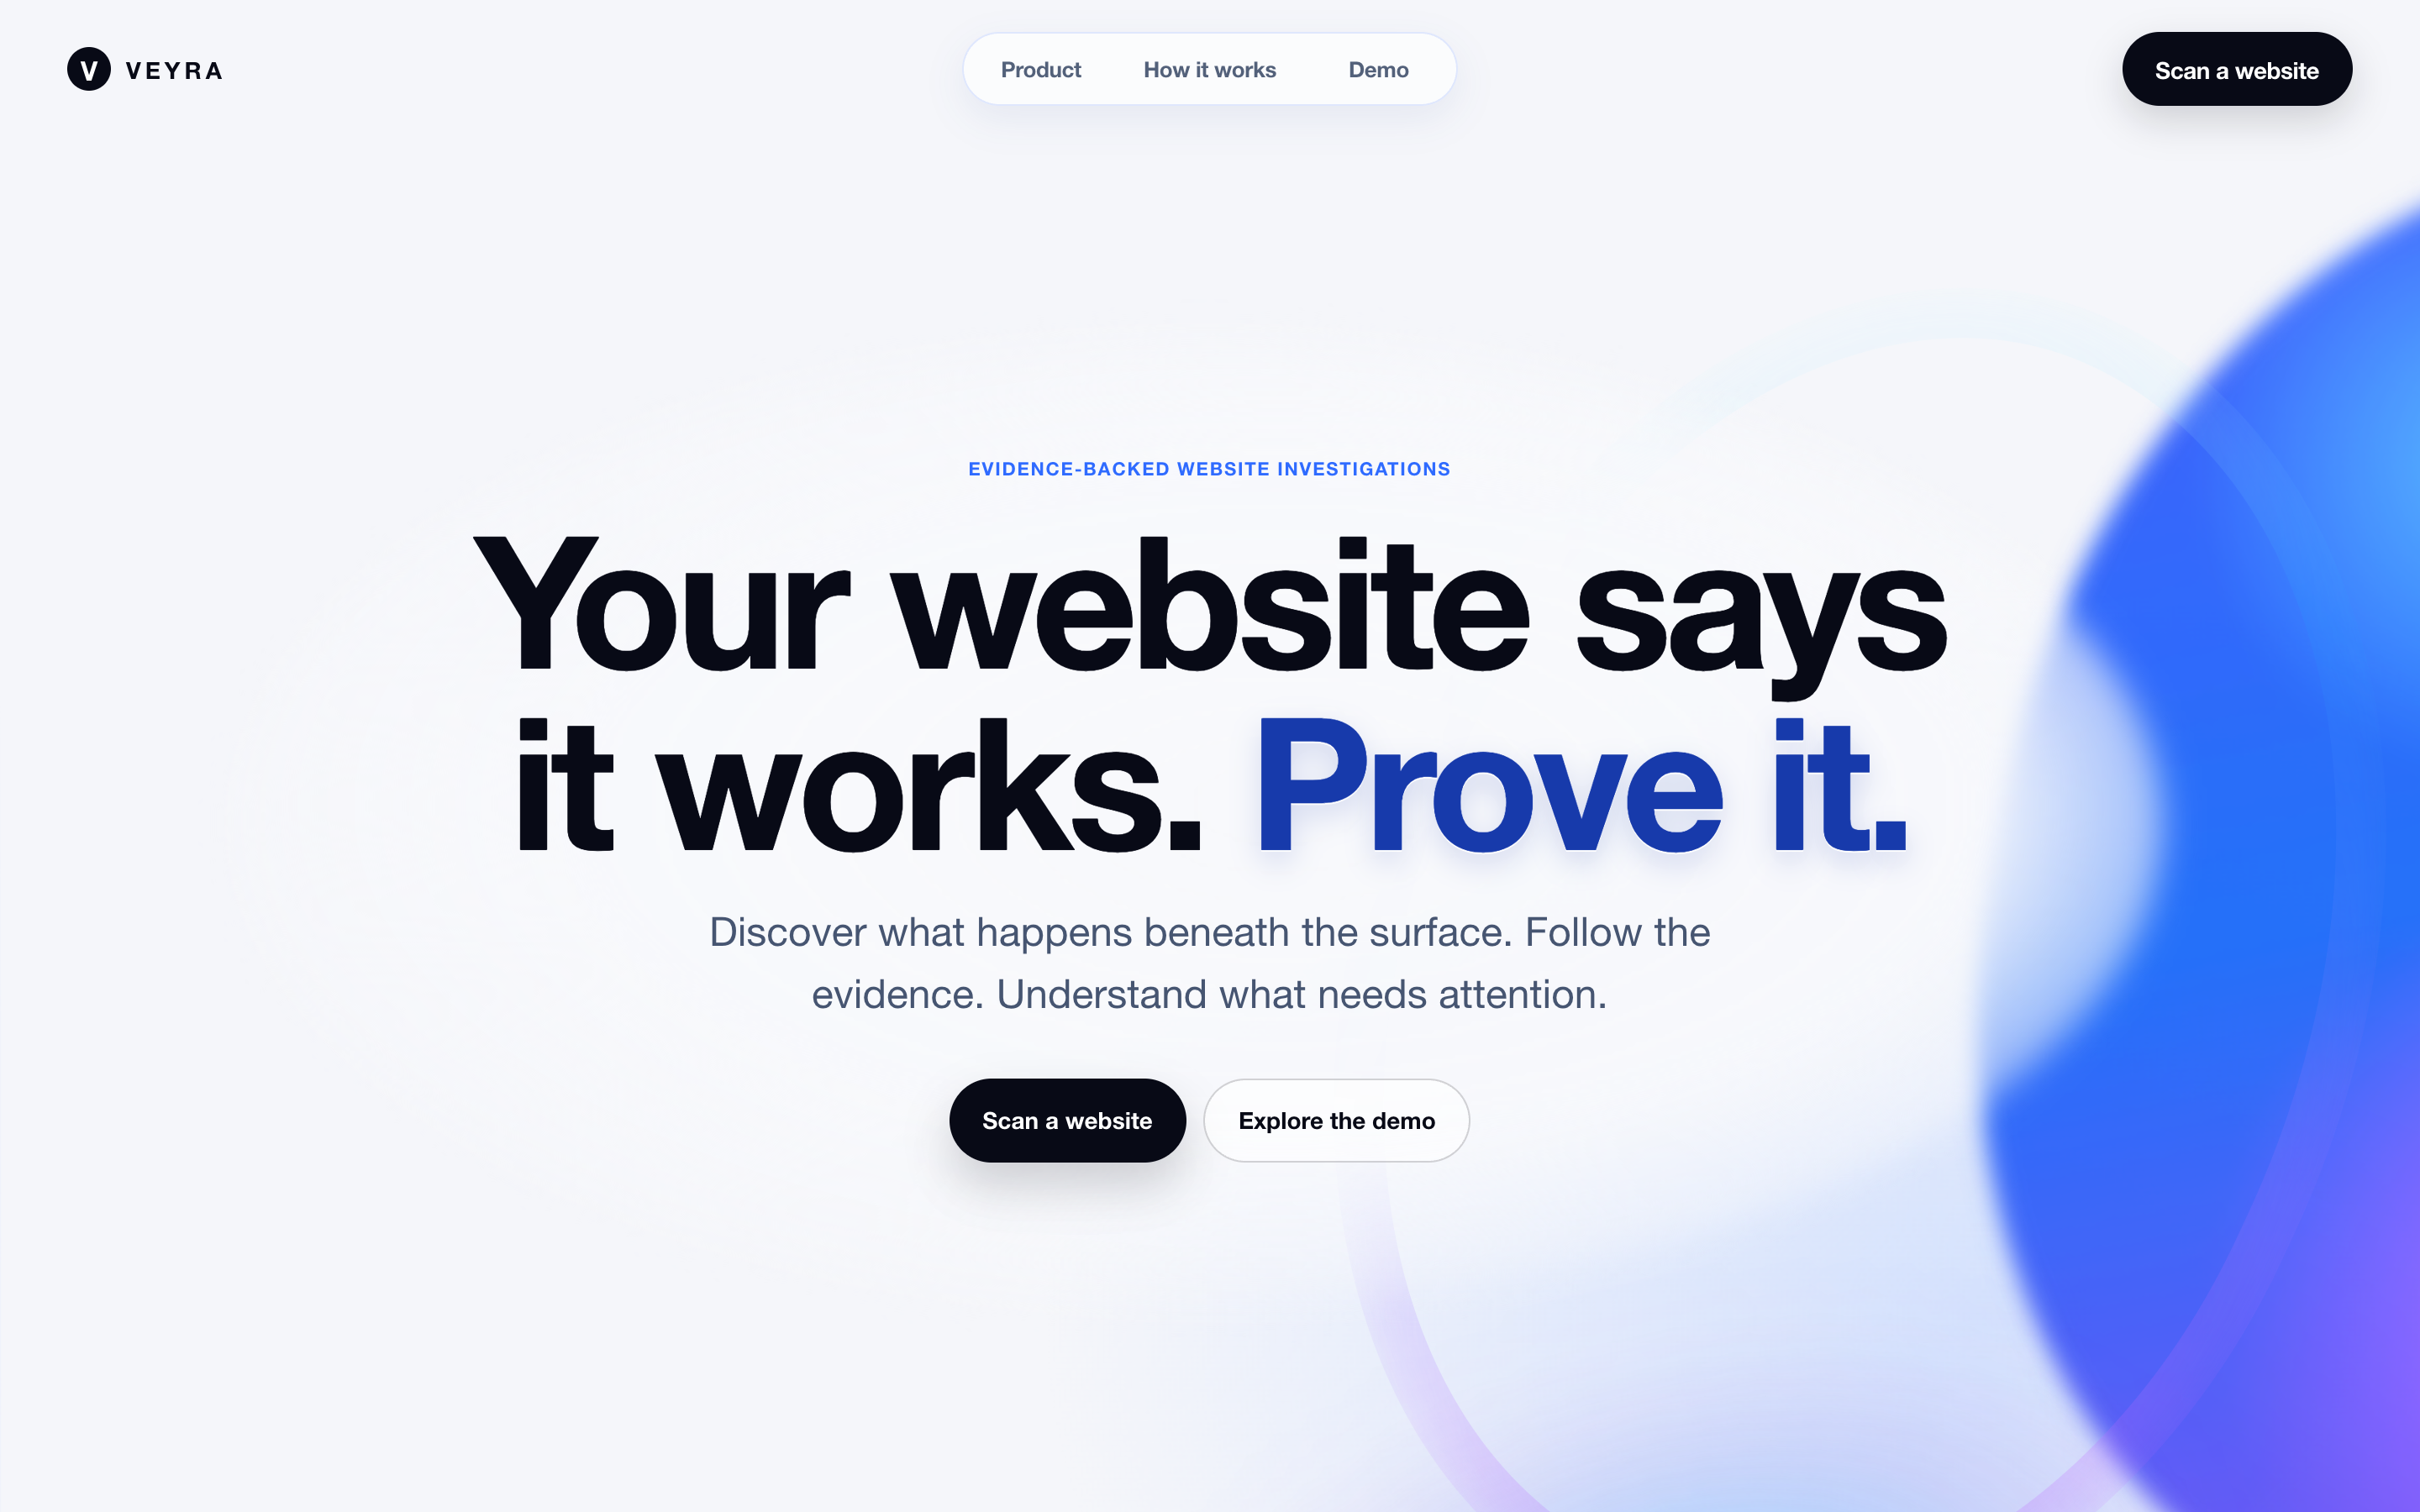 V VEYRA
Product How it works Demo
Scan a website
EVIDENCE-BACKED WEBSITE INVESTIGATIONS
Your website says
it works. Prove it.
Discover what happens beneath the surface. Follow the
evidence. Understand what needs attention.
Scan a website Explore the demo